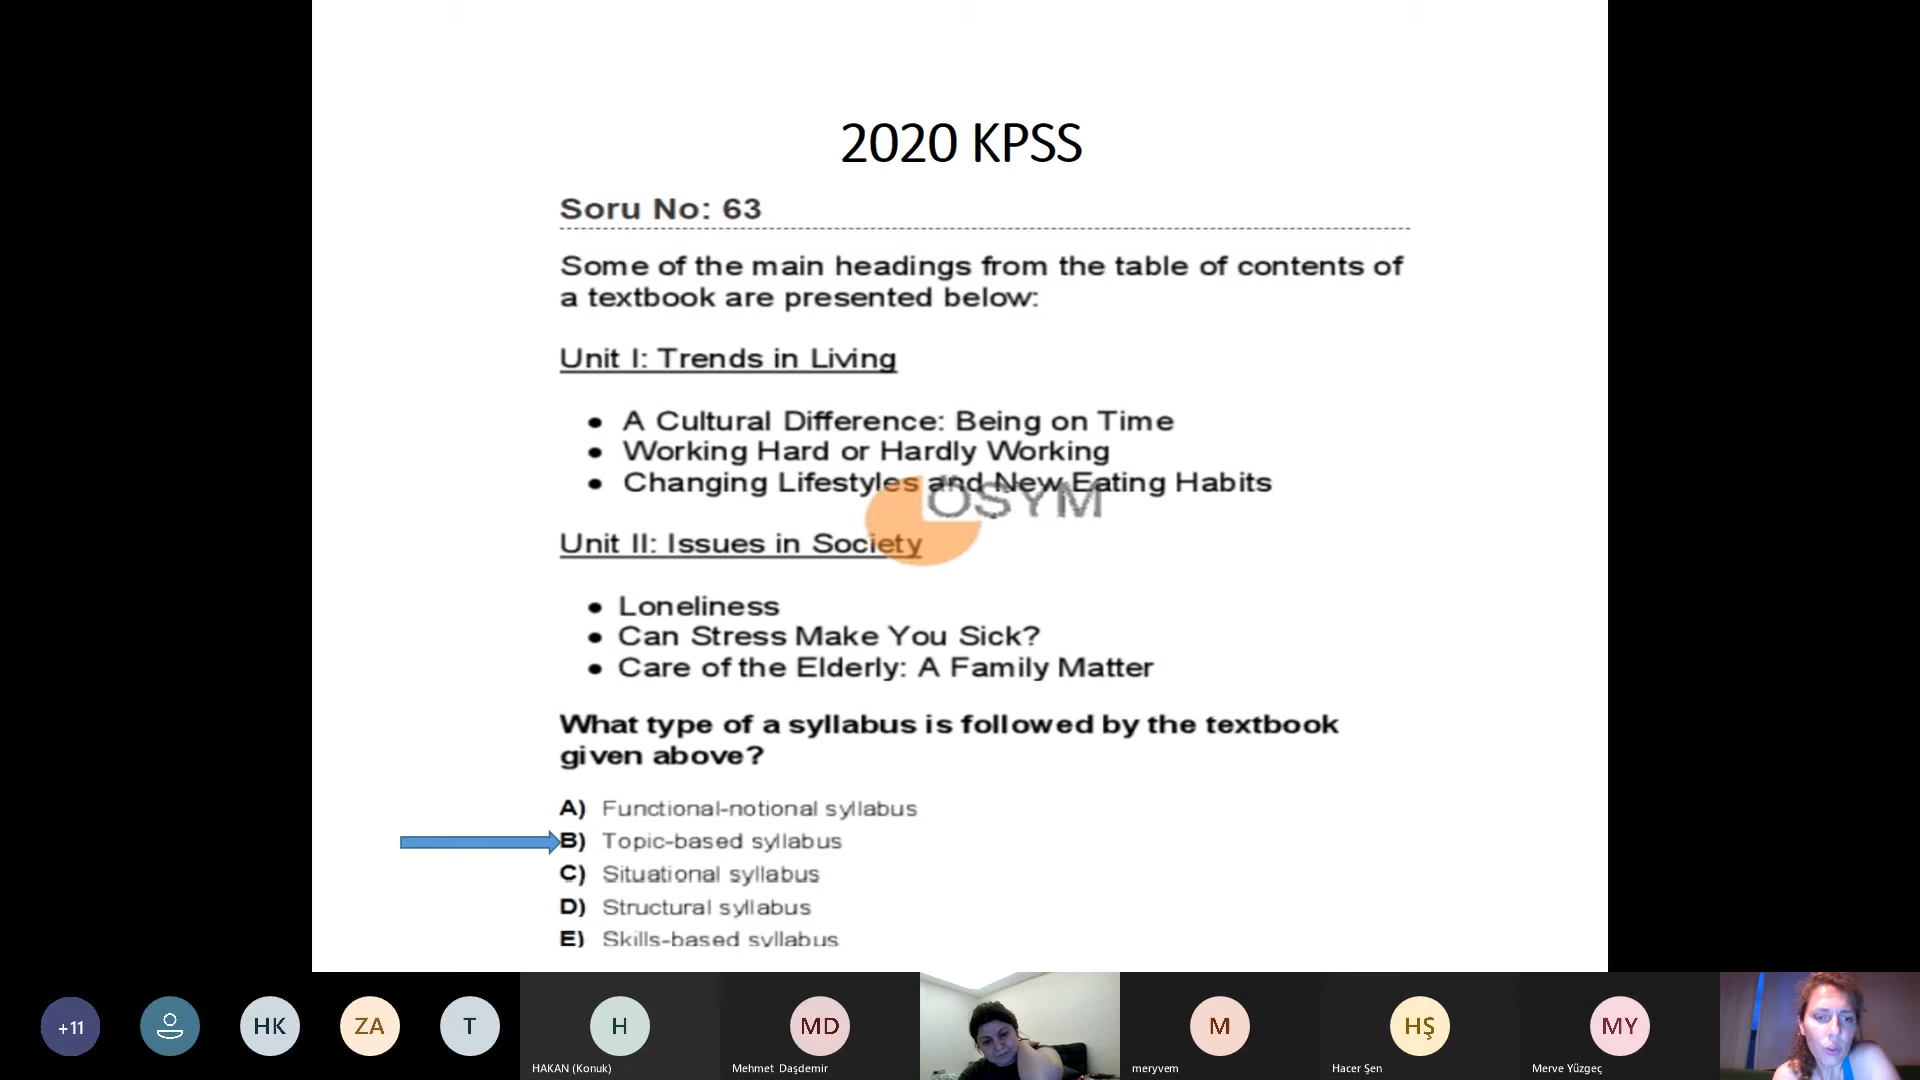 2020 KPSS
Soru No: 63
Some of the main headings from the table of contents of
a textbook are presented below:
Unit I: Trends in Living
• A Cultural Difference: Being on Time
• Working Hard or Hardly Working
• Changing Lifestyles and New Eating Habits
ÖSYM
Unit II: Issues in Society
• Loneliness
• Can Stress Make You Sick?
• Care of the Elderly: A Family Matter
What type of a syllabus is followed by the textbook
given above?
A) Functional-notional syllabus
B) Topic-based syllabus
C) Situational syllabus
D) Structural syllabus
E) Skills-based syllabus
+11 HK ZA T H MD M HŞ MY
HAKAN (Konuk) Mehmet Daşdemir meryvem Hacer Şen Merve Yüzgeç